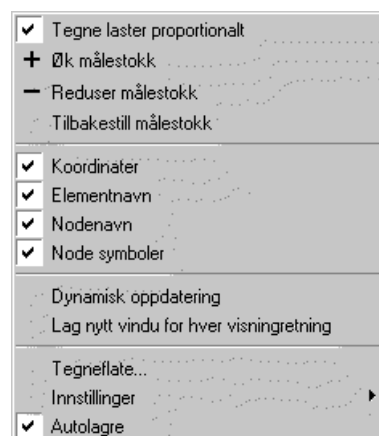 Tegne laster proportionalt
Øk målestokk
Reduser målestokk
Tilbakestill målestokk
Koordinater
Elementnavn
Nodenavn
Node symboler
Dynamisk oppdatering
Lag nytt vindu for hver visningretning
Tegneflate...
Innstillinger
Autolagre